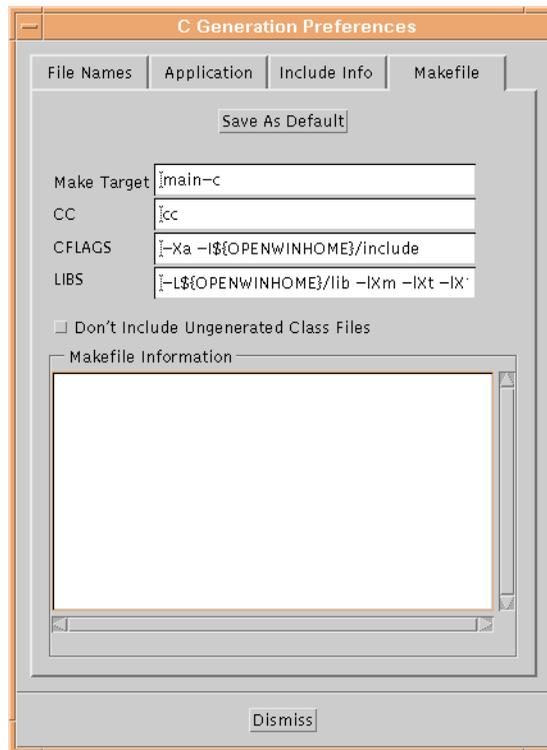 C Generation Preferences
File Names Application Include Info Makefile
Save As Default
Make Target main-c
CC cc
CFLAGS -Xa -I${OPENWINHOME}/include
LIBS -L${OPENWINHOME}/lib -lXm -lXt
Don't Include Ungenerated Class Files
Makefile Information
Dismiss